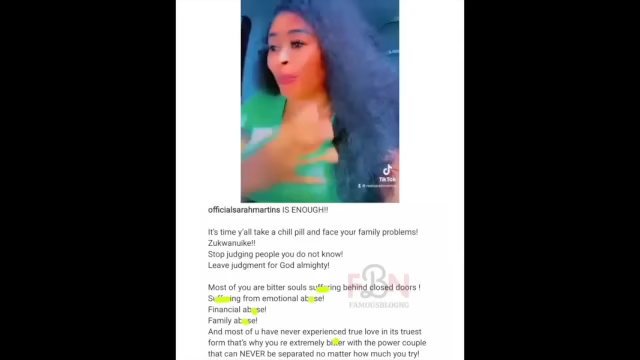 TikTok
officialsarahmartins IS ENOUGH!!
It's time y'all take a chill pill and face your family problems!
Zukwanuike!!
Stop judging people you do not know!
Leave judgment for God almighty!
Most of you are bitter souls suffering behind closed doors !
Suffering from emotional abuse!
Financial abuse!
Family abuse!
And most of u have never experienced true love in its truest
form that's why you re extremely bitter with the power couple
that can NEVER be separated no matter how much you try!
FBN
FAMOUSBLOGNG